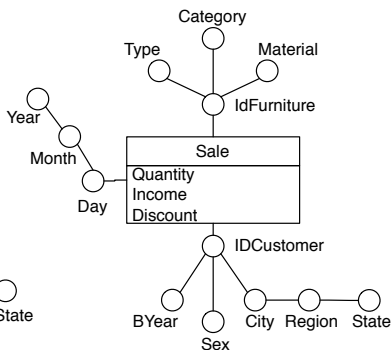 Category
Type
Material
IdFurniture
Year
Month
Day
Sale
Quantity
Income
Discount
IDCustomer
State
BYear
Sex
City
Region
State